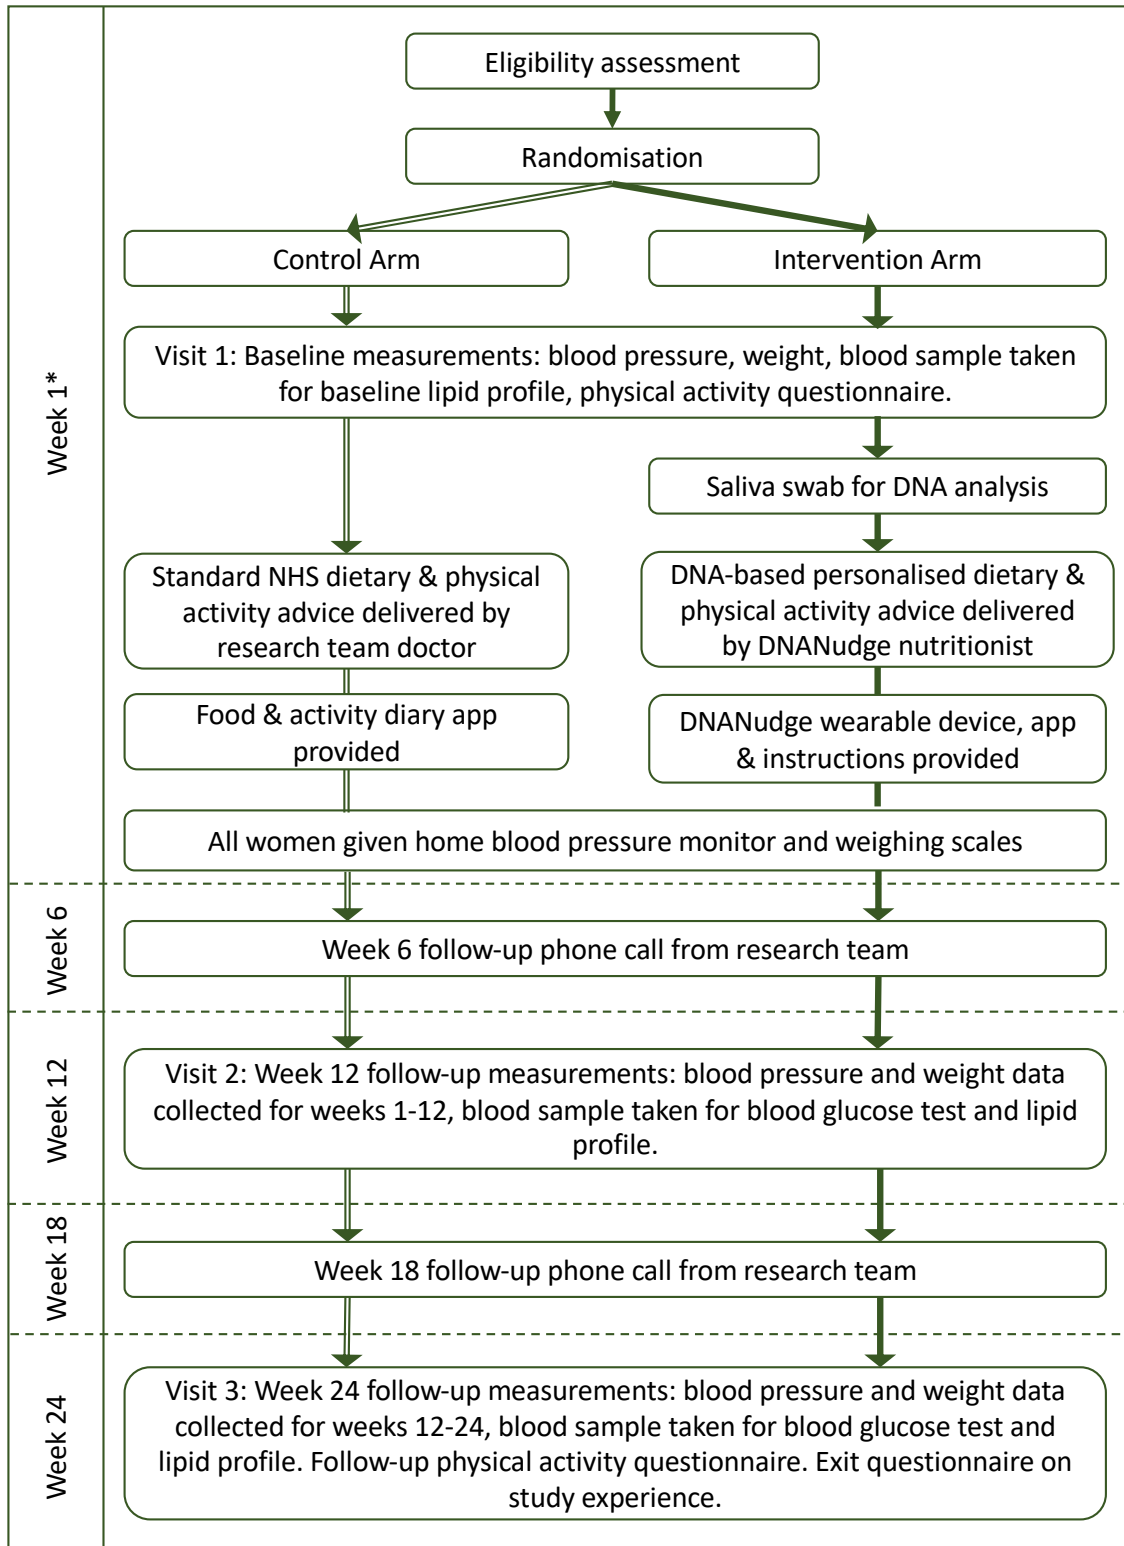 Eligibility assessment
Randomisation
Control Arm
Intervention Arm
Week 1*
Visit 1: Baseline measurements: blood pressure, weight, blood sample taken
for baseline lipid profile, physical activity questionnaire.
Saliva swab for DNA analysis
Standard NHS dietary & physical
activity advice delivered by
research team doctor
DNA-based personalised dietary &
physical activity advice delivered
by DNANudge nutritionist
Food & activity diary app
provided
DNANudge wearable device, app
& instructions provided
All women given home blood pressure monitor and weighing scales
Week 6
Week 6 follow-up phone call from research team
Week 12
Visit 2: Week 12 follow-up measurements: blood pressure and weight data
collected for weeks 1-12, blood sample taken for blood glucose test and lipid
profile.
Week 18
Week 18 follow-up phone call from research team
Week 24
Visit 3: Week 24 follow-up measurements: blood pressure and weight data
collected for weeks 12-24, blood sample taken for blood glucose test and
lipid profile. Follow-up physical activity questionnaire. Exit questionnaire on
study experience.